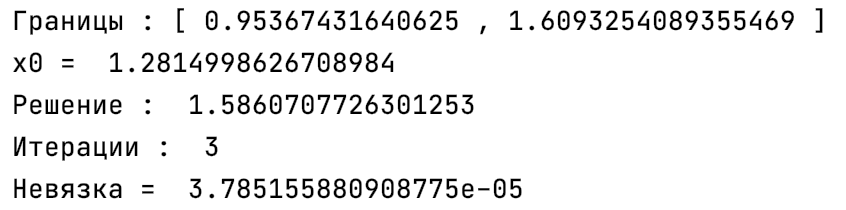 Границы : [ 0.95367431640625 , 1.6093254089355469 ]
x0 =  1.2814998626708984
Решение :  1.5860707726301253
Итерации :  3
Невязка =  3.785155880908775e-05